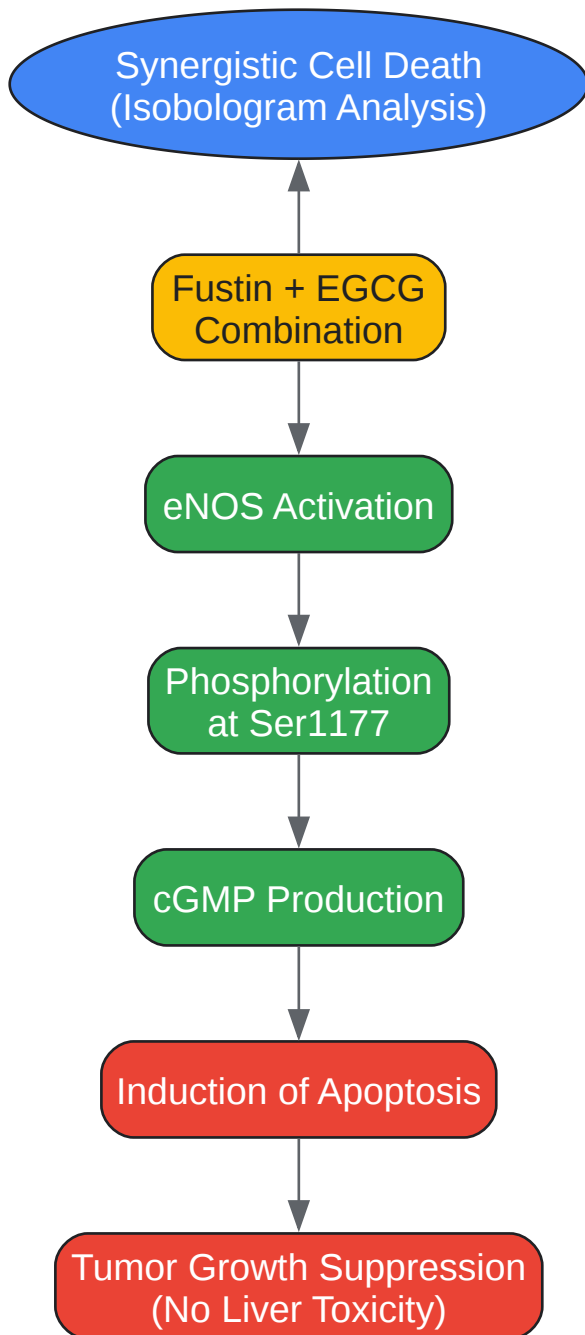 Synergistic Cell Death
(Isobologram Analysis)
Fustin + EGCG
Combination
eNOS Activation
Phosphorylation
at Ser1177
cGMP Production
Induction of Apoptosis
Tumor Growth Suppression
(No Liver Toxicity)